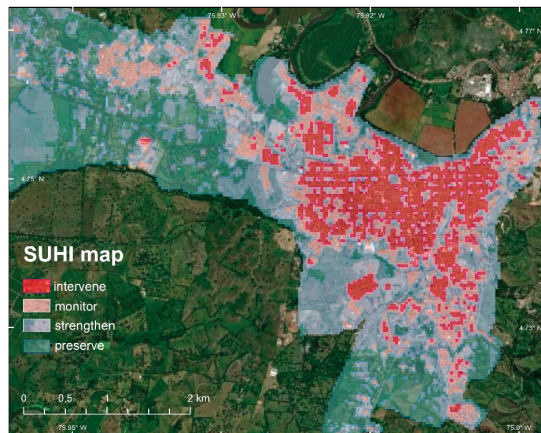 75.93° W
75.92° W
4.77° N
4.75° N
SUHI map
intervene
monitor
strengthen
preserve
4.73° N
0 0.5 1 2 km
75.95° W
75.9° W